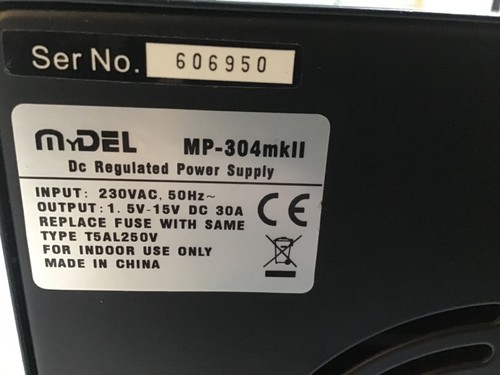 Ser No. 606950
MyDEL MP-304mkII
Dc Regulated Power Supply
INPUT: 230VAC, 50Hz~
OUTPUT: 1. 5V-15V DC 30A
REPLACE FUSE WITH SAME
TYPE T5AL250V
FOR INDOOR USE ONLY
MADE IN CHINA
CE